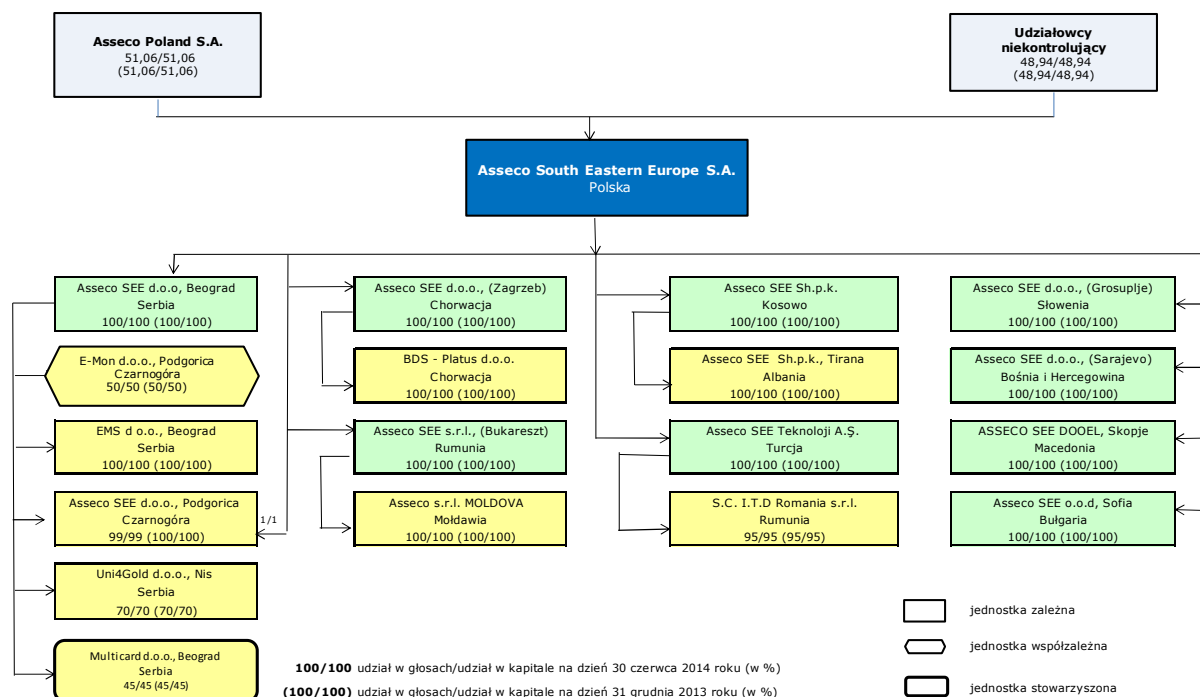 Asseco Poland S.A.
51,06/51,06
(51,06/51,06)
Udziałowcy
niekontrolujący
48,94/48,94
(48,94/48,94)
Asseco South Eastern Europe S.A.
Polska
Asseco SEE d.o.o, Beograd
Serbia
100/100 (100/100)
E-Mon d.o.o., Podgorica
Czarnogóra
50/50 (50/50)
EMS d o.o., Beograd
Serbia
100/100 (100/100)
Asseco SEE d.o.o., Podgorica
Czarnogóra
99/99 (100/100)
1/1
Uni4Gold d.o.o., Nis
Serbia
70/70 (70/70)
Multicard d.o.o., Beograd
Serbia
45/45 (45/45)
Asseco SEE d.o.o., (Zagrzeb)
Chorwacja
100/100 (100/100)
BDS - Platus d.o.o.
Chorwacja
100/100 (100/100)
Asseco SEE s.r.l., (Bukareszt)
Rumunia
100/100 (100/100)
Asseco s.r.l. MOLDOVA
Mołdawia
100/100 (100/100)
Asseco SEE Sh.p.k.
Kosowo
100/100 (100/100)
Asseco SEE Sh.p.k., Tirana
Albania
100/100 (100/100)
Asseco SEE Teknoloji A.Ş.
Turcja
100/100 (100/100)
S.C. I.T.D Romania s.r.l.
Rumunia
95/95 (95/95)
Asseco SEE d.o.o., (Grosuplje)
Słowenia
100/100 (100/100)
Asseco SEE d.o.o., (Sarajevo)
Bośnia i Hercegowina
100/100 (100/100)
ASSECO SEE DOOEL, Skopje
Macedonia
100/100 (100/100)
Asseco SEE o.o.d, Sofia
Bułgaria
100/100 (100/100)
jednostka zależna
jednostka współzależna
jednostka stowarzyszona
100/100 udział w głosach/udział w kapitale na dzień 30 czerwca 2014 roku (w %)
(100/100) udział w głosach/udział w kapitale na dzień 31 grudnia 2013 roku (w %)